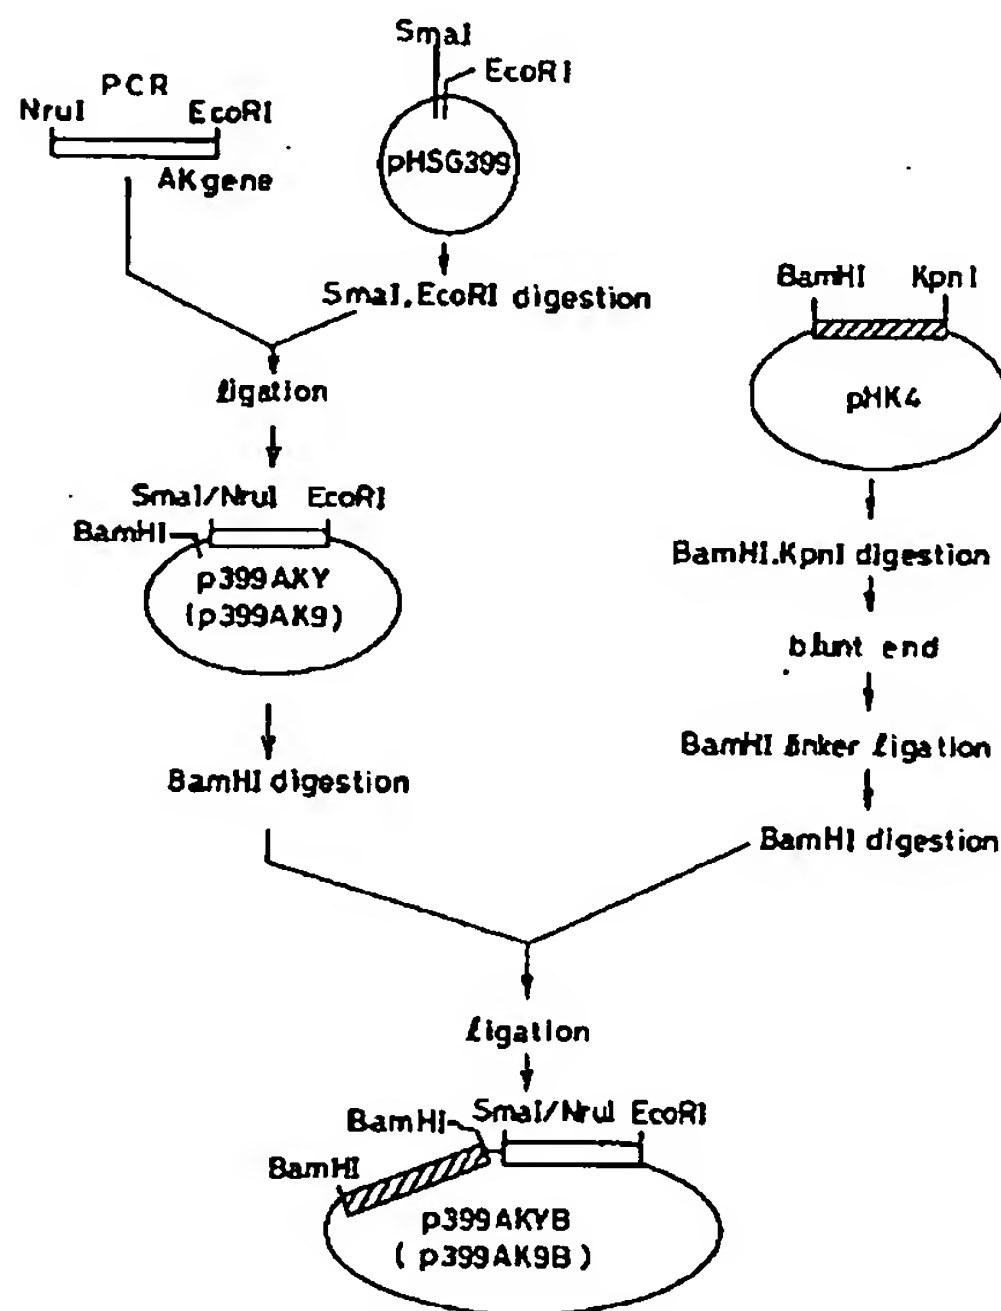 PCR
NruI EcoRI
AKgene
SmaI
EcoRI
pHSG399
SmaI, EcoRI digestion
ligation
SmaI/NruI EcoRI
BamHI
p399AKY
(p399AK9)
BamHI digestion
BamHI KpnI
pHK4
BamHI.KpnI digestion
blunt end
BamHI linker ligation
BamHI digestion
ligation
SmaI/NruI EcoRI
BamHI
BamHI
p399AKYB
( p399AK9B )